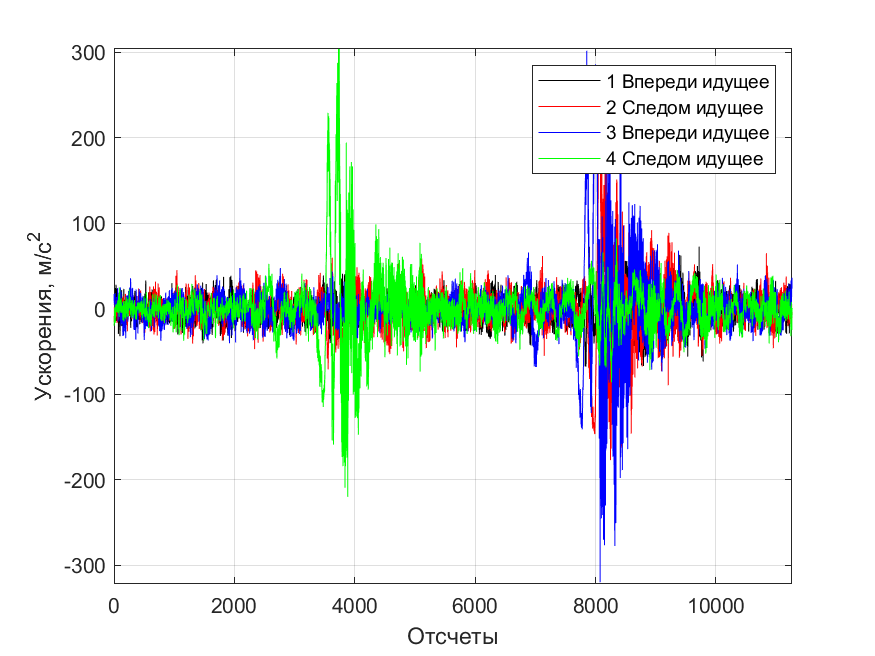 300
200
100
0
-100
-200
-300
Ускорения, м/с2
1 Впереди идущее
2 Следом идущее
3 Впереди идущее
4 Следом идущее
0 2000 4000 6000 8000 10000
Отсчеты